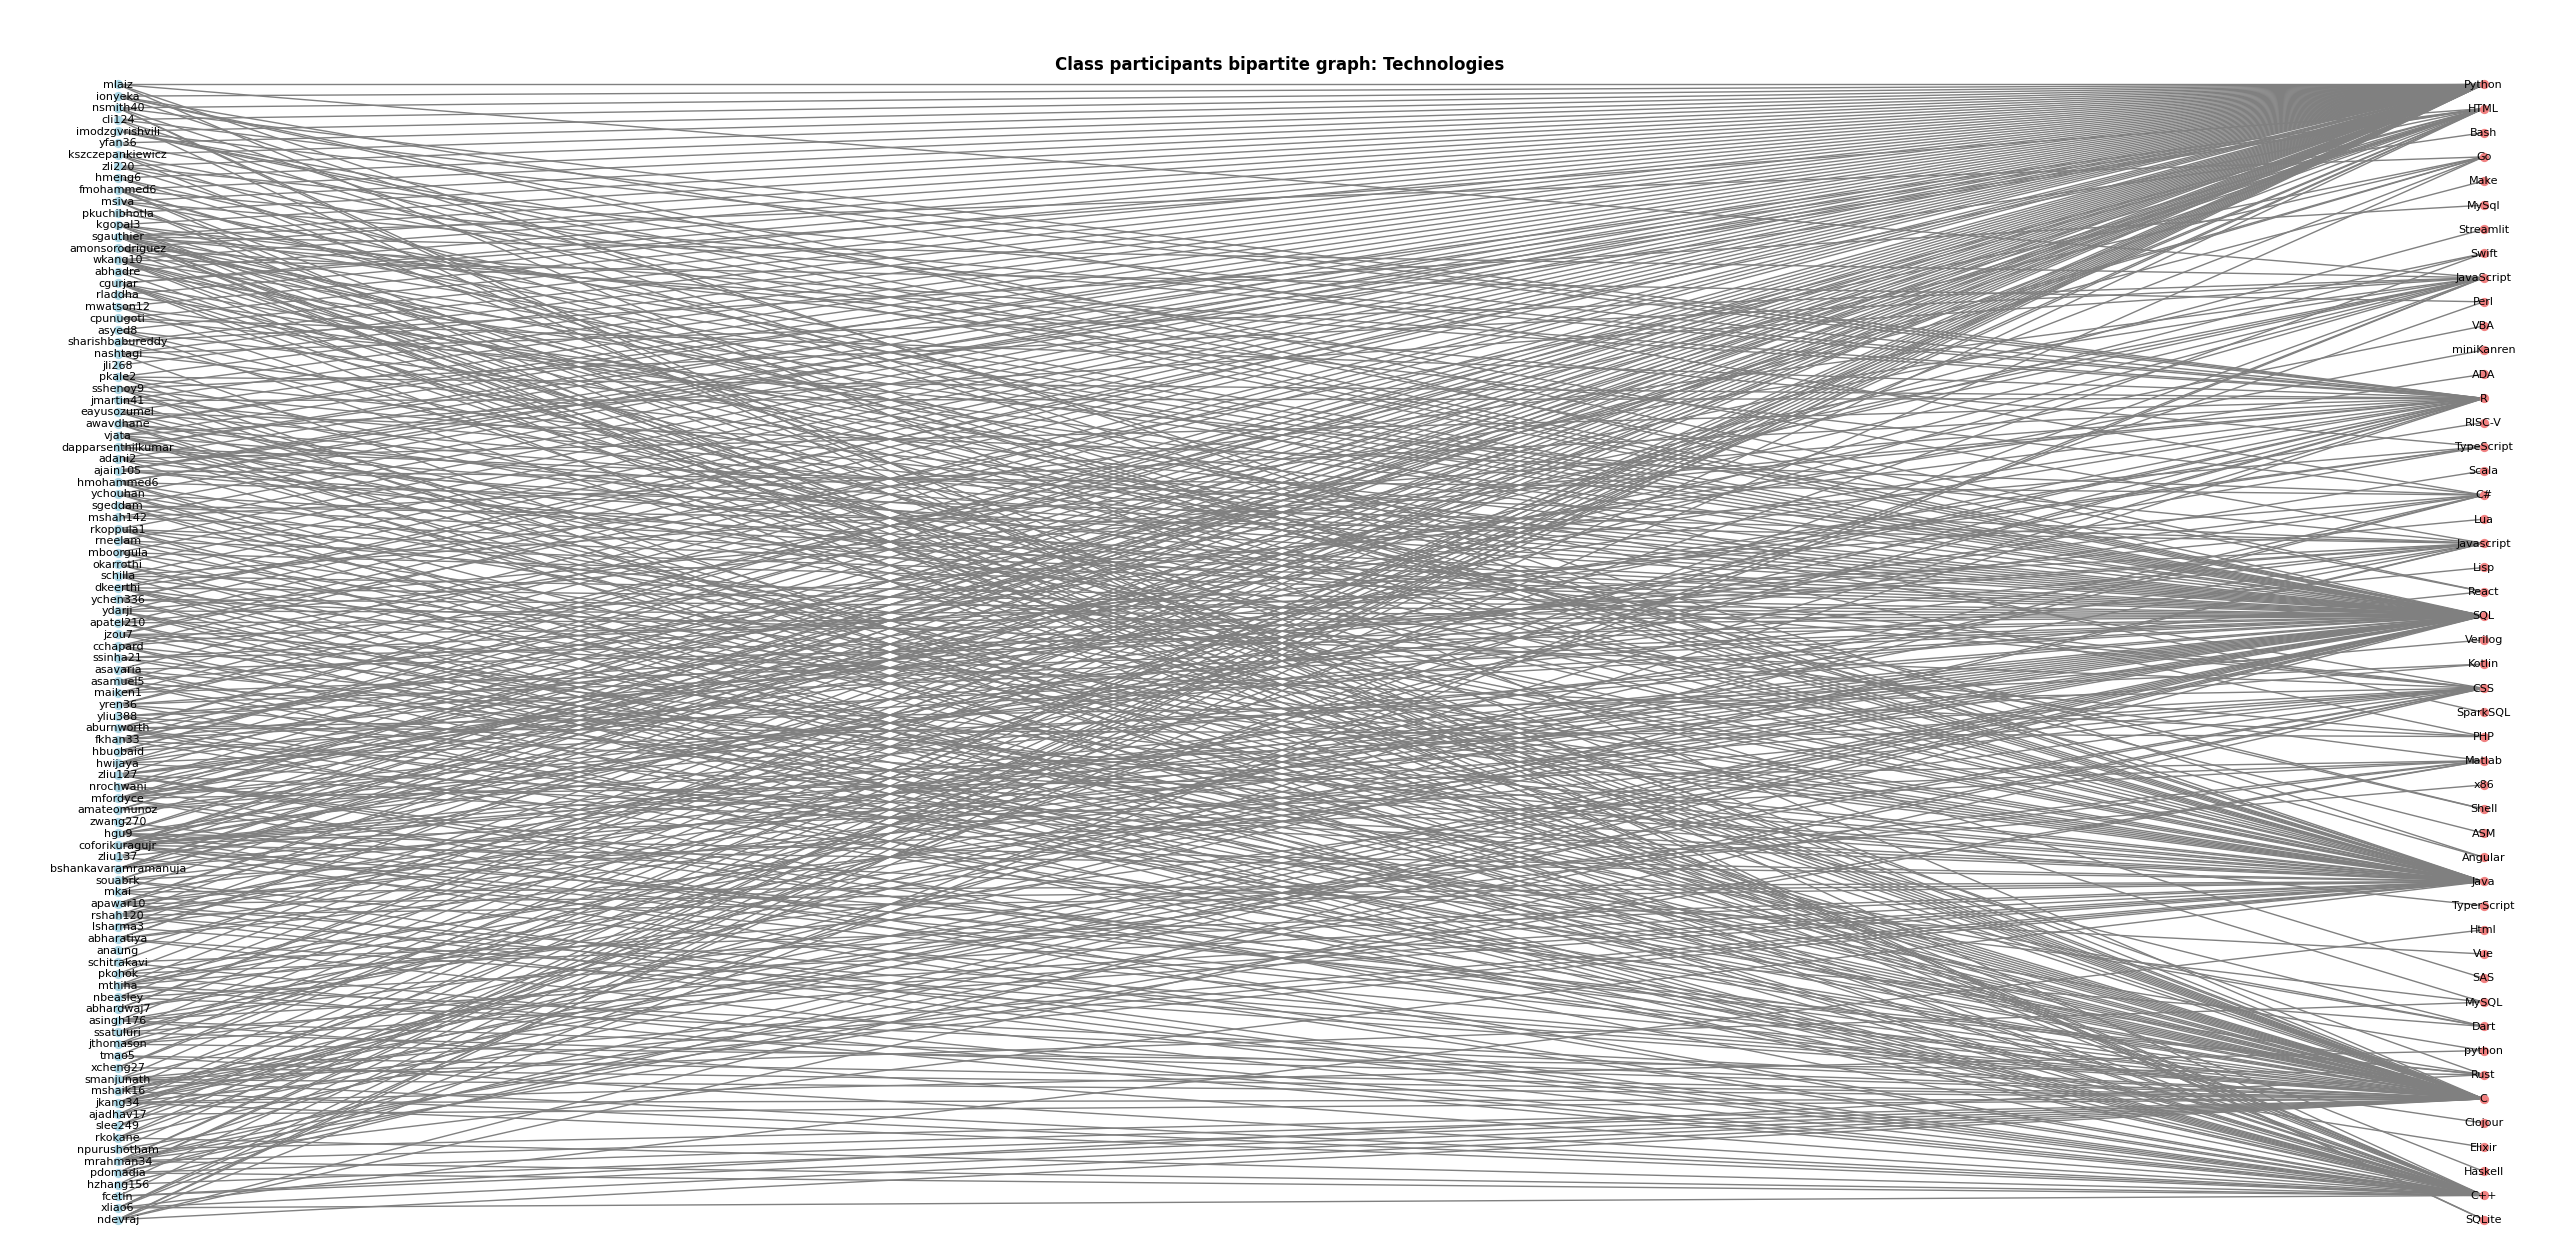 Class participants bipartite graph: Technologies
mlaiz
ionyeka
nsmith40
cli124
imodzgvrishvili
yfan36
kszczepankiewicz
zli220
hmeng6
fmohammed6
msiva
pkuchibhotla
kgopal3
sgauthier
amonsorodriguez
wkang10
abhadre
cgurjar
rladdha
mwatson12
cpunugoti
asyed8
sharishbabureddy
nashtagi
jli268
pkale2
sshenoy9
jmartin41
eayusozumel
awavdhane
vjata
dapparsenthilkumar
adani2
ajain105
hmohammed6
ychouhan
sgeddam
mshah142
rkoppula1
rneelam
mboorgula
okarrothi
schilla
dkeerthi
ychen336
ydarji
apatel210
jzou7
cchapard
ssinha21
asavaria
asamuel5
maiken1
yren36
yliu388
aburnworth
fkhan33
hbuobaid
hwijaya
zliu127
nrochwani
mfordyce
amateomunoz
zwang270
hgu9
coforikuragujr
zliu137
bshankavaramramanuja
souabrk
mkai
apawar10
rshah120
lsharma3
abharatiya
anaung
schitrakavi
pkohok
mthiha
nbeasley
abhardwaj7
asingh176
ssatuluri
jthomason
tmao5
xcheng27
smanjunath
mshaik16
jkang34
ajadhav17
slee249
rkokane
npurushotham
mrahman34
pdomadia
hzhang156
fcetin
xliao6
ndevraj
Python
HTML
Bash
Go
Make
MySql
Streamlit
Swift
JavaScript
Perl
VBA
miniKanren
ADA
R
RISC-V
TypeScript
Scala
C#
Lua
Javascript
Lisp
React
SQL
Verilog
Kotlin
CSS
SparkSQL
PHP
Matlab
x86
Shell
ASM
Angular
Java
TyperScript
Html
Vue
SAS
MySQL
Dart
python
Rust
C
Clojour
Elixir
Haskell
C++
SQLite